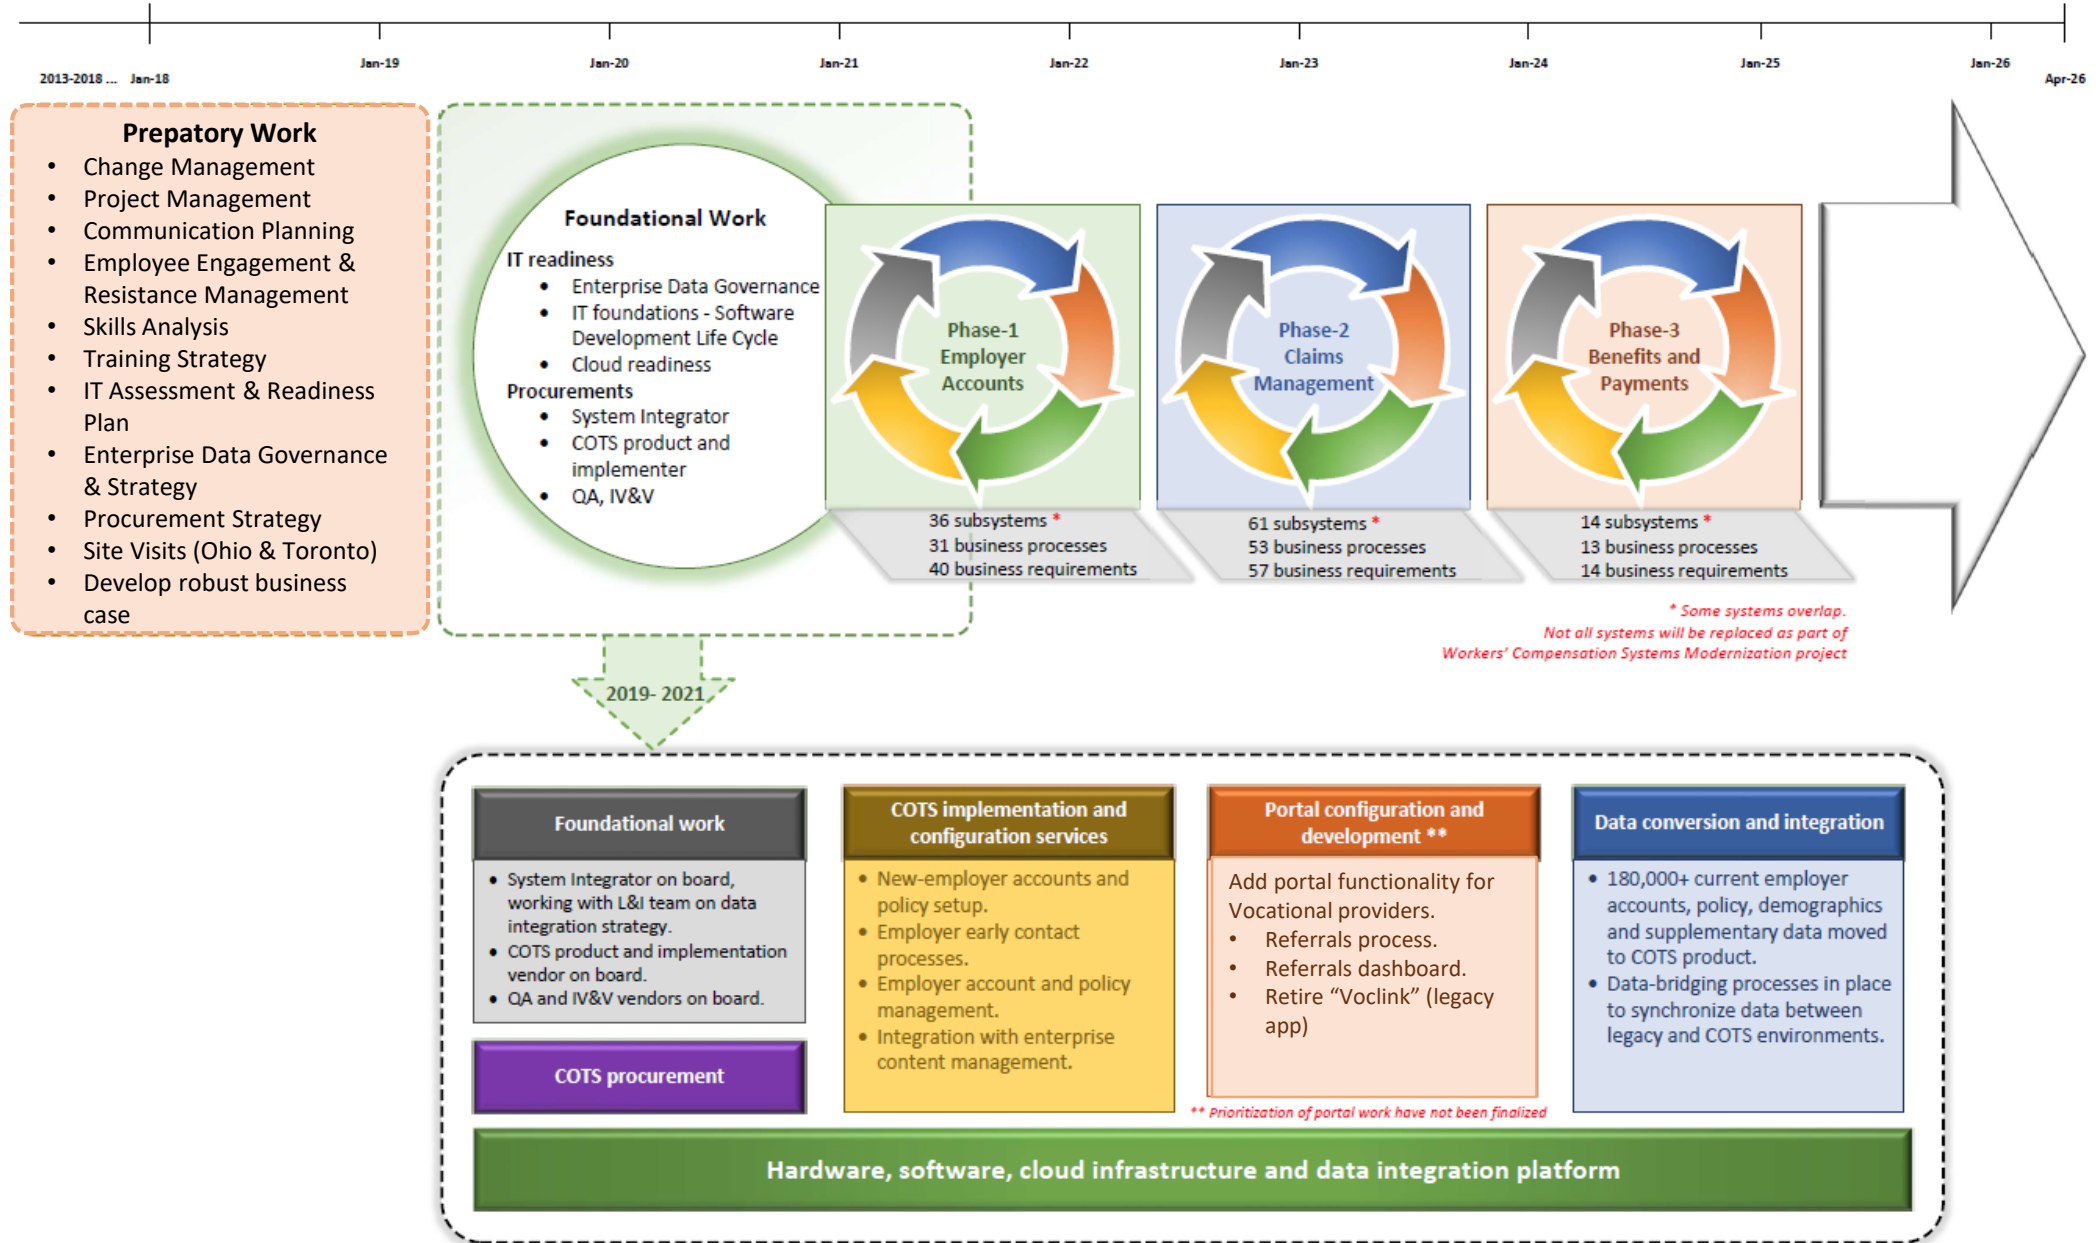 2013-2018 ... Jan-18
Jan-19
Jan-20
Jan-21
Jan-22
Jan-23
Jan-24
Jan-25
Jan-26
Apr-26
Prepatory Work
• Change Management
• Project Management
• Communication Planning
• Employee Engagement &
Resistance Management
• Skills Analysis
• Training Strategy
• IT Assessment & Readiness
Plan
• Enterprise Data Governance
& Strategy
• Procurement Strategy
• Site Visits (Ohio & Toronto)
• Develop robust business
case
Foundational Work
IT readiness
• Enterprise Data Governance
• IT foundations - Software
Development Life Cycle
• Cloud readiness
Procurements
• System Integrator
• COTS product and
implementer
• QA, IV&V
Phase-1
Employer
Accounts
36 subsystems *
31 business processes
40 business requirements
Phase-2
Claims
Management
61 subsystems *
53 business processes
57 business requirements
Phase-3
Benefits and
Payments
14 subsystems *
13 business processes
14 business requirements
* Some systems overlap.
Not all systems will be replaced as part of
Workers' Compensation Systems Modernization project
2019- 2021
Foundational work
• System Integrator on board,
working with L&I team on data
integration strategy.
• COTS product and implementation
vendor on board.
• QA and IV&V vendors on board.
COTS procurement
COTS implementation and
configuration services
• New-employer accounts and
policy setup.
• Employer early contact
processes.
• Employer account and policy
management.
• Integration with enterprise
content management.
Portal configuration and
development **
Add portal functionality for
Vocational providers.
• Referrals process.
• Referrals dashboard.
• Retire “Voclink” (legacy
app)
** Prioritization of portal work have not been finalized
Data conversion and integration
• 180,000+ current employer
accounts, policy, demographics
and supplementary data moved
to COTS product.
• Data-bridging processes in place
to synchronize data between
legacy and COTS environments.
Hardware, software, cloud infrastructure and data integration platform